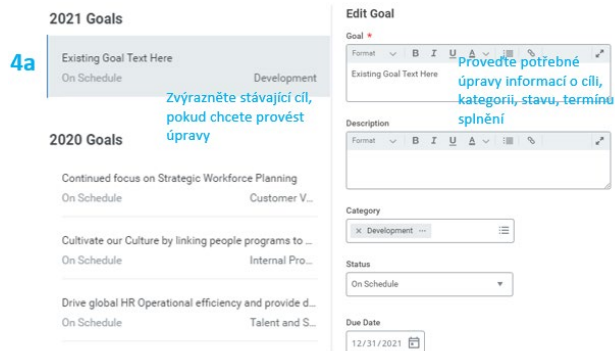 2021 Goals
4a
Existing Goal Text Here
On Schedule Development
Zvýrazněte stávající cíl,
pokud chcete provést
úpravy
2020 Goals
Continued focus on Strategic Workforce Planning
On Schedule Customer V...
Cultivate our Culture by linking people programs to ...
On Schedule Internal Pro...
Drive global HR Operational efficiency and provide d...
On Schedule Talent and S...
Edit Goal
Goal *
Format B I U A
Existing Goal Text Here
Proveďte potřebné
úpravy informací o cíli,
kategorii, stavu, termínu
splnění
Description
Format B I U A
Category
× Development ...
Status
On Schedule
Due Date
12/31/2021